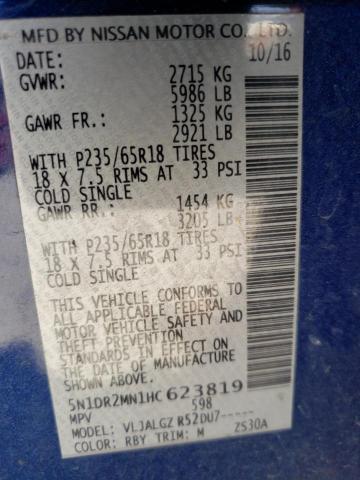 MFD BY NISSAN MOTOR CO., LTD.
DATE: 10/16
GVWR: 2715 KG
5986 LB
GAWR FR.: 1325 KG
2921 LB
WITH P235/65R18 TIRES
18 X 7.5 RIMS AT 33 PSI
COLD SINGLE
GAWR RR.: 1454 KG
3205 LB
WITH P235/65R18 TIRES
18 X 7.5 RIMS AT 33 PSI
COLD SINGLE
THIS VEHICLE CONFORMS TO
ALL APPLICABLE FEDERAL
MOTOR VEHICLE SAFETY AND
THEFT PREVENTION
STANDARDS IN EFFECT ON
THE DATE OF MANUFACTURE
SHOWN ABOVE.
5N1DR2MN1HC623819
MPV 598
MODEL: VLJALGZ R52DU7-----
COLOR: RBY TRIM: M ZS30A